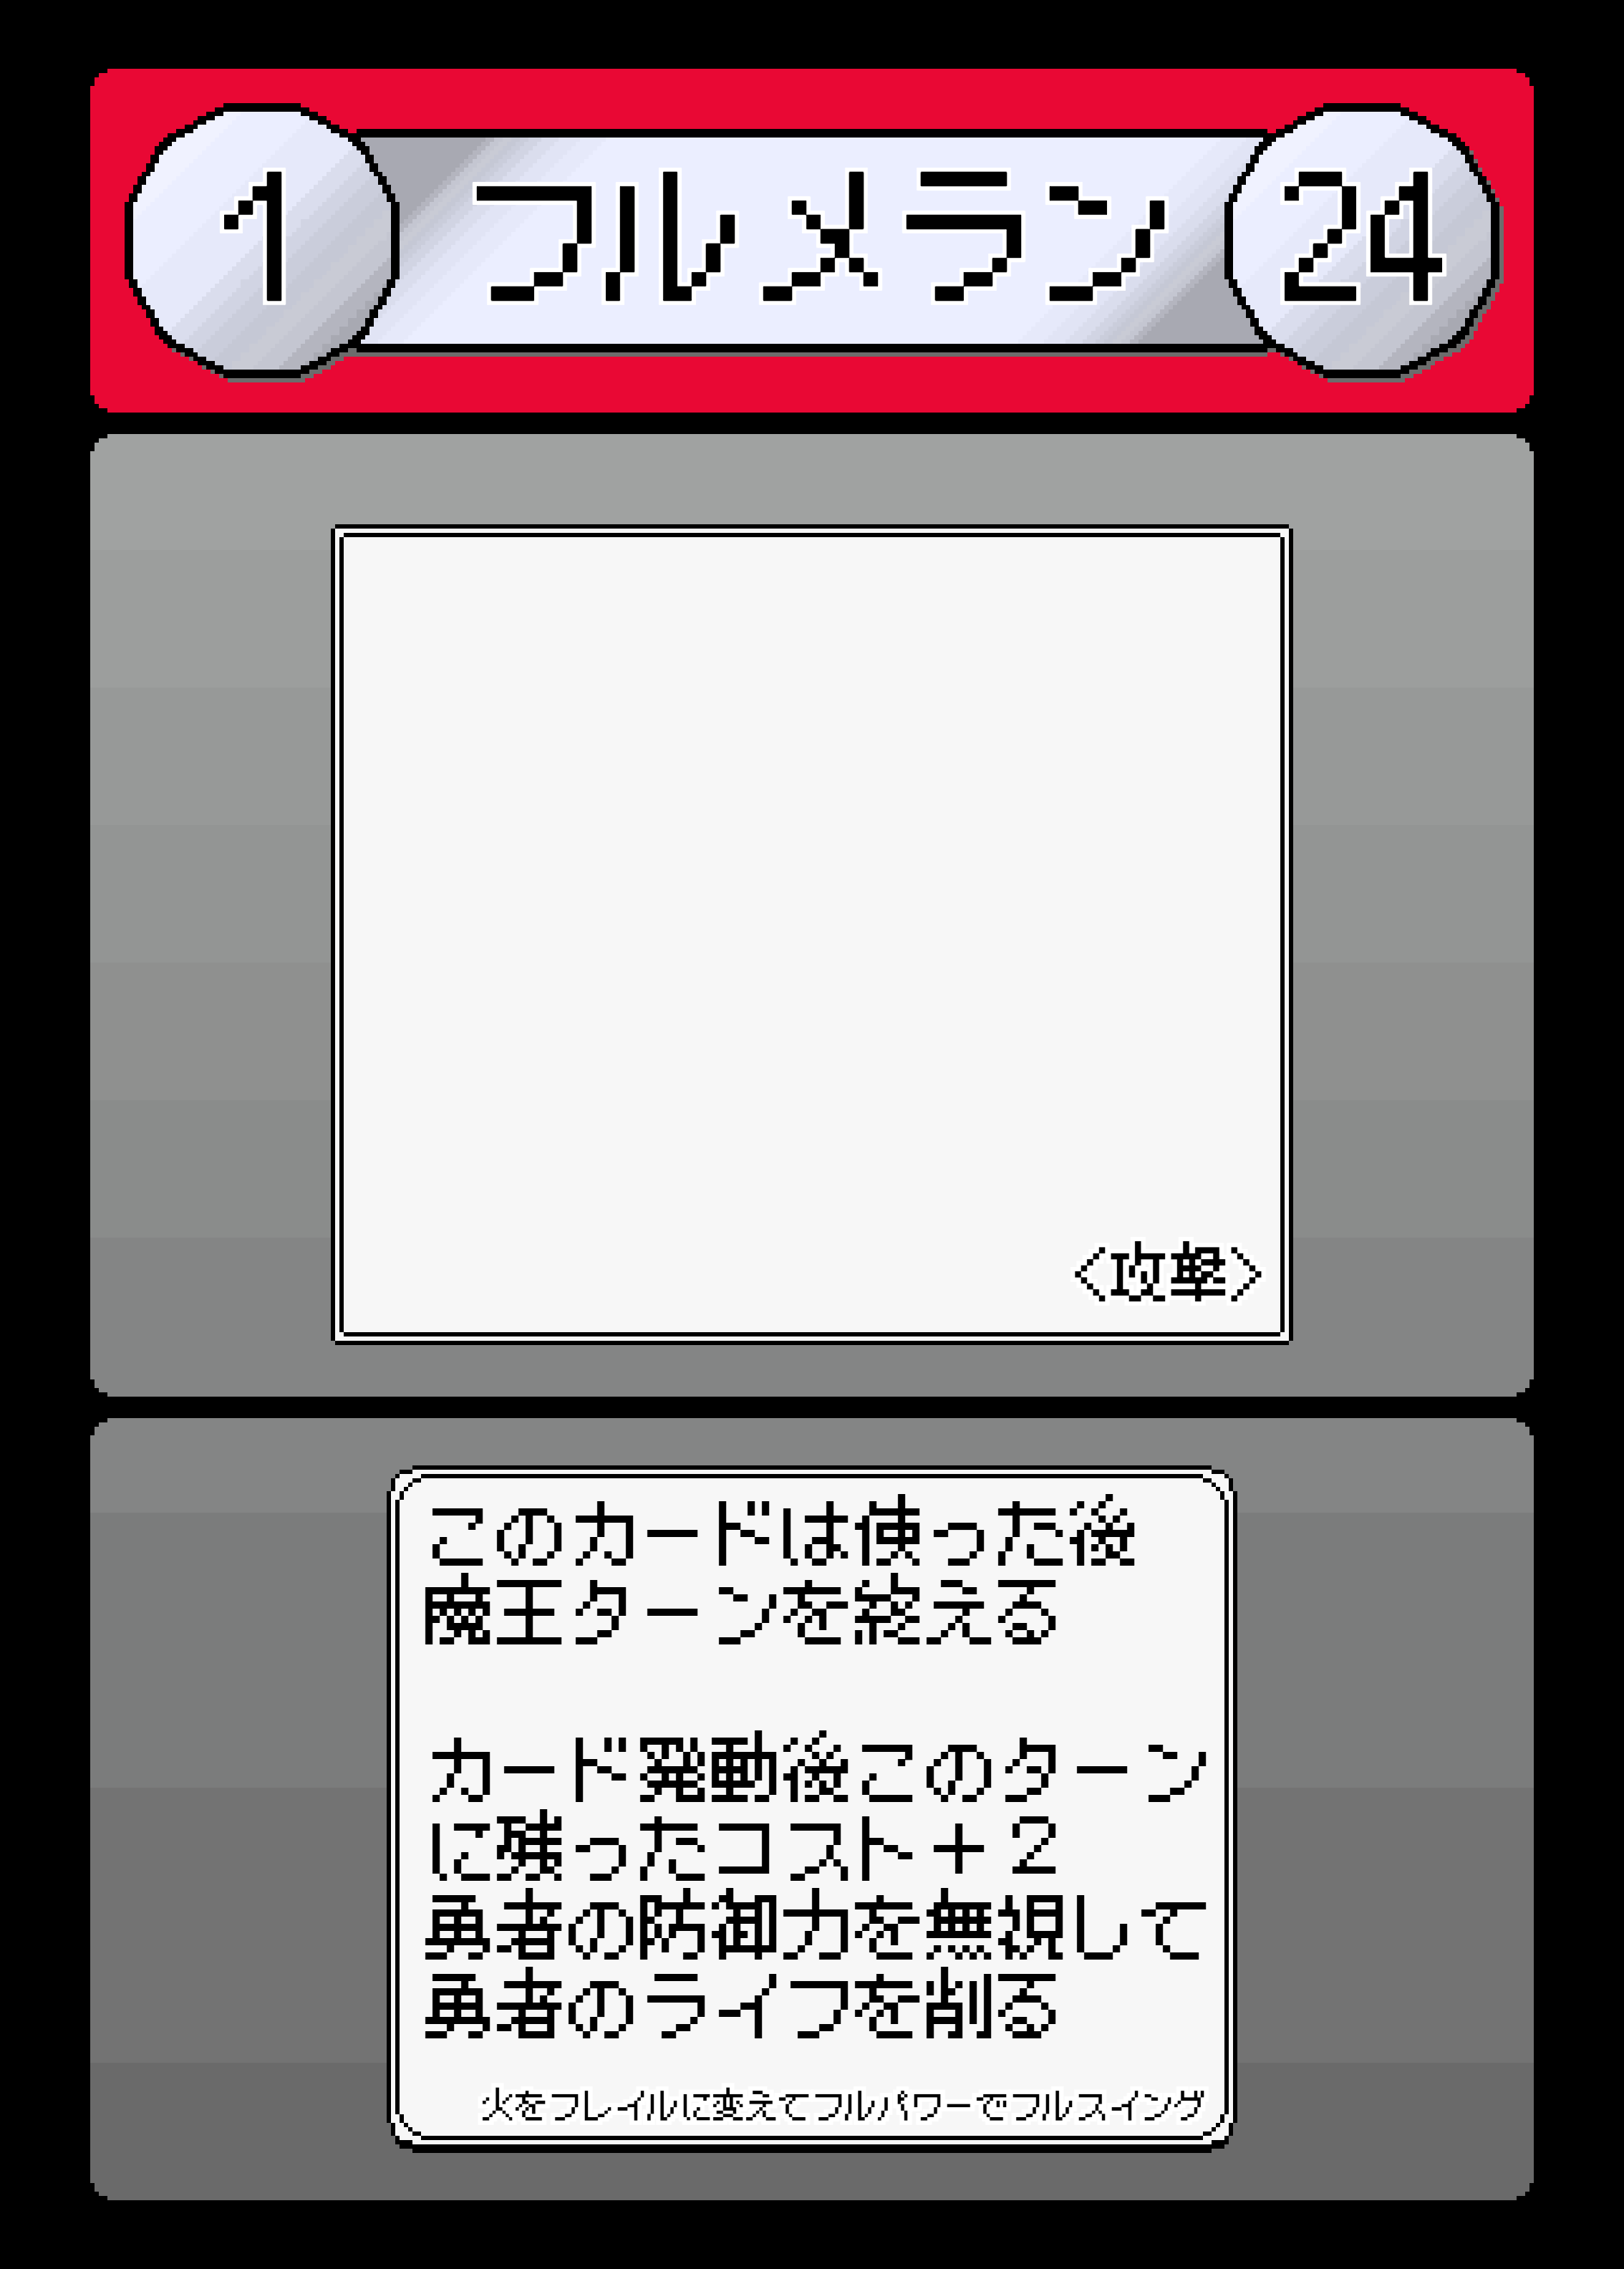 1 フルメラン 24
〈攻撃〉
このカードは使った後
魔王ターンを終える
カード発動後このターン
に残ったコスト+2
勇者の防御力を無視して
勇者のライフを削る
火をフレイルに変えてフルパワーでフルスイング